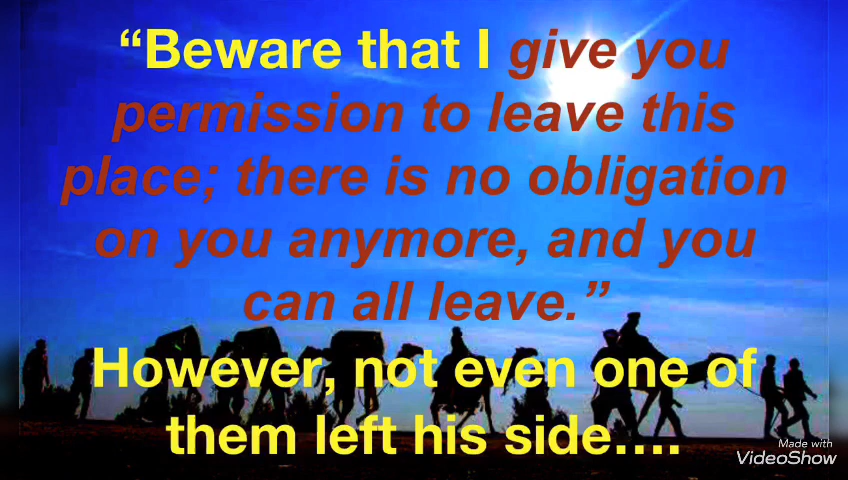 “Beware that I give you
permission to leave this
place; there is no obligation
on you anymore, and you
can all leave.”
However, not even one of
them left his side….
Made with
VideoShow